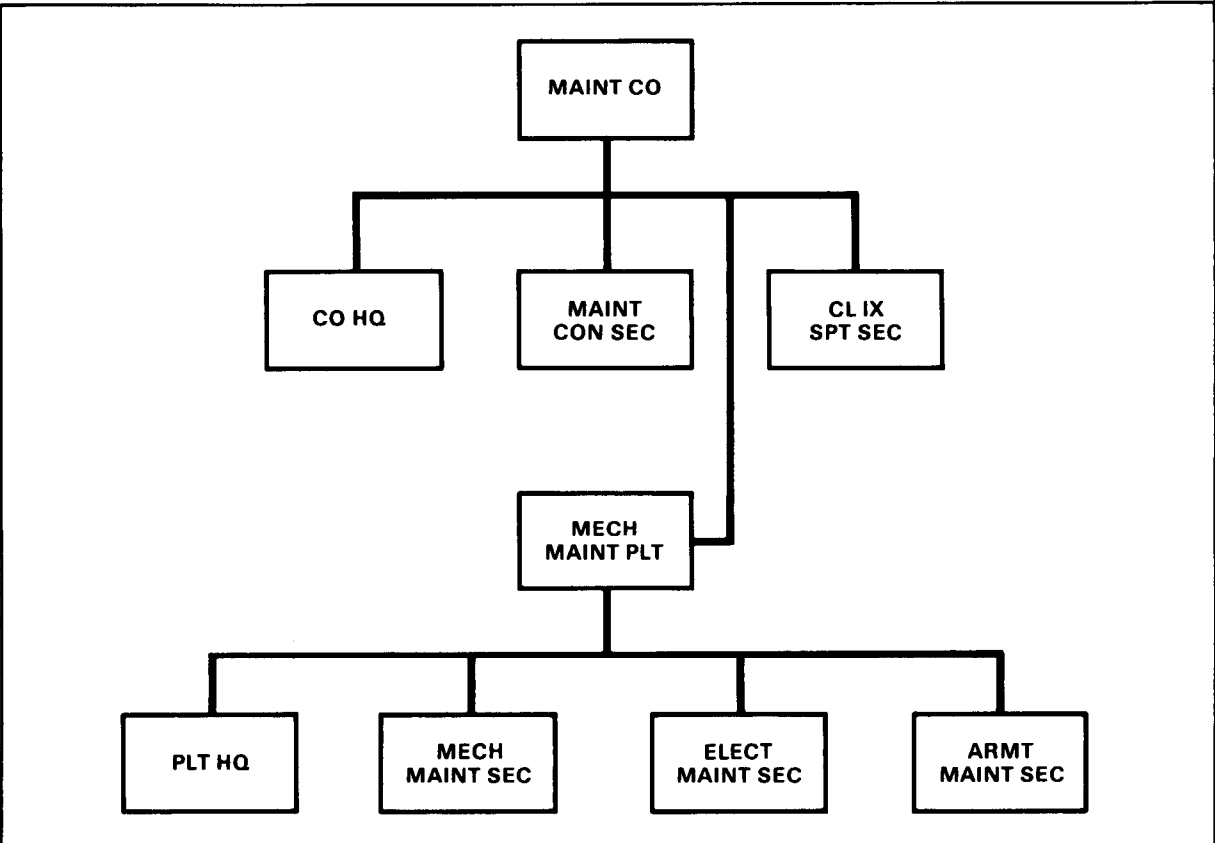 MAINT CO
CO HQ
MAINT
CON SEC
CL IX
SPT SEC
MECH
MAINT PLT
PLT HQ
MECH
MAINT SEC
ELECT
MAINT SEC
ARMT
MAINT SEC